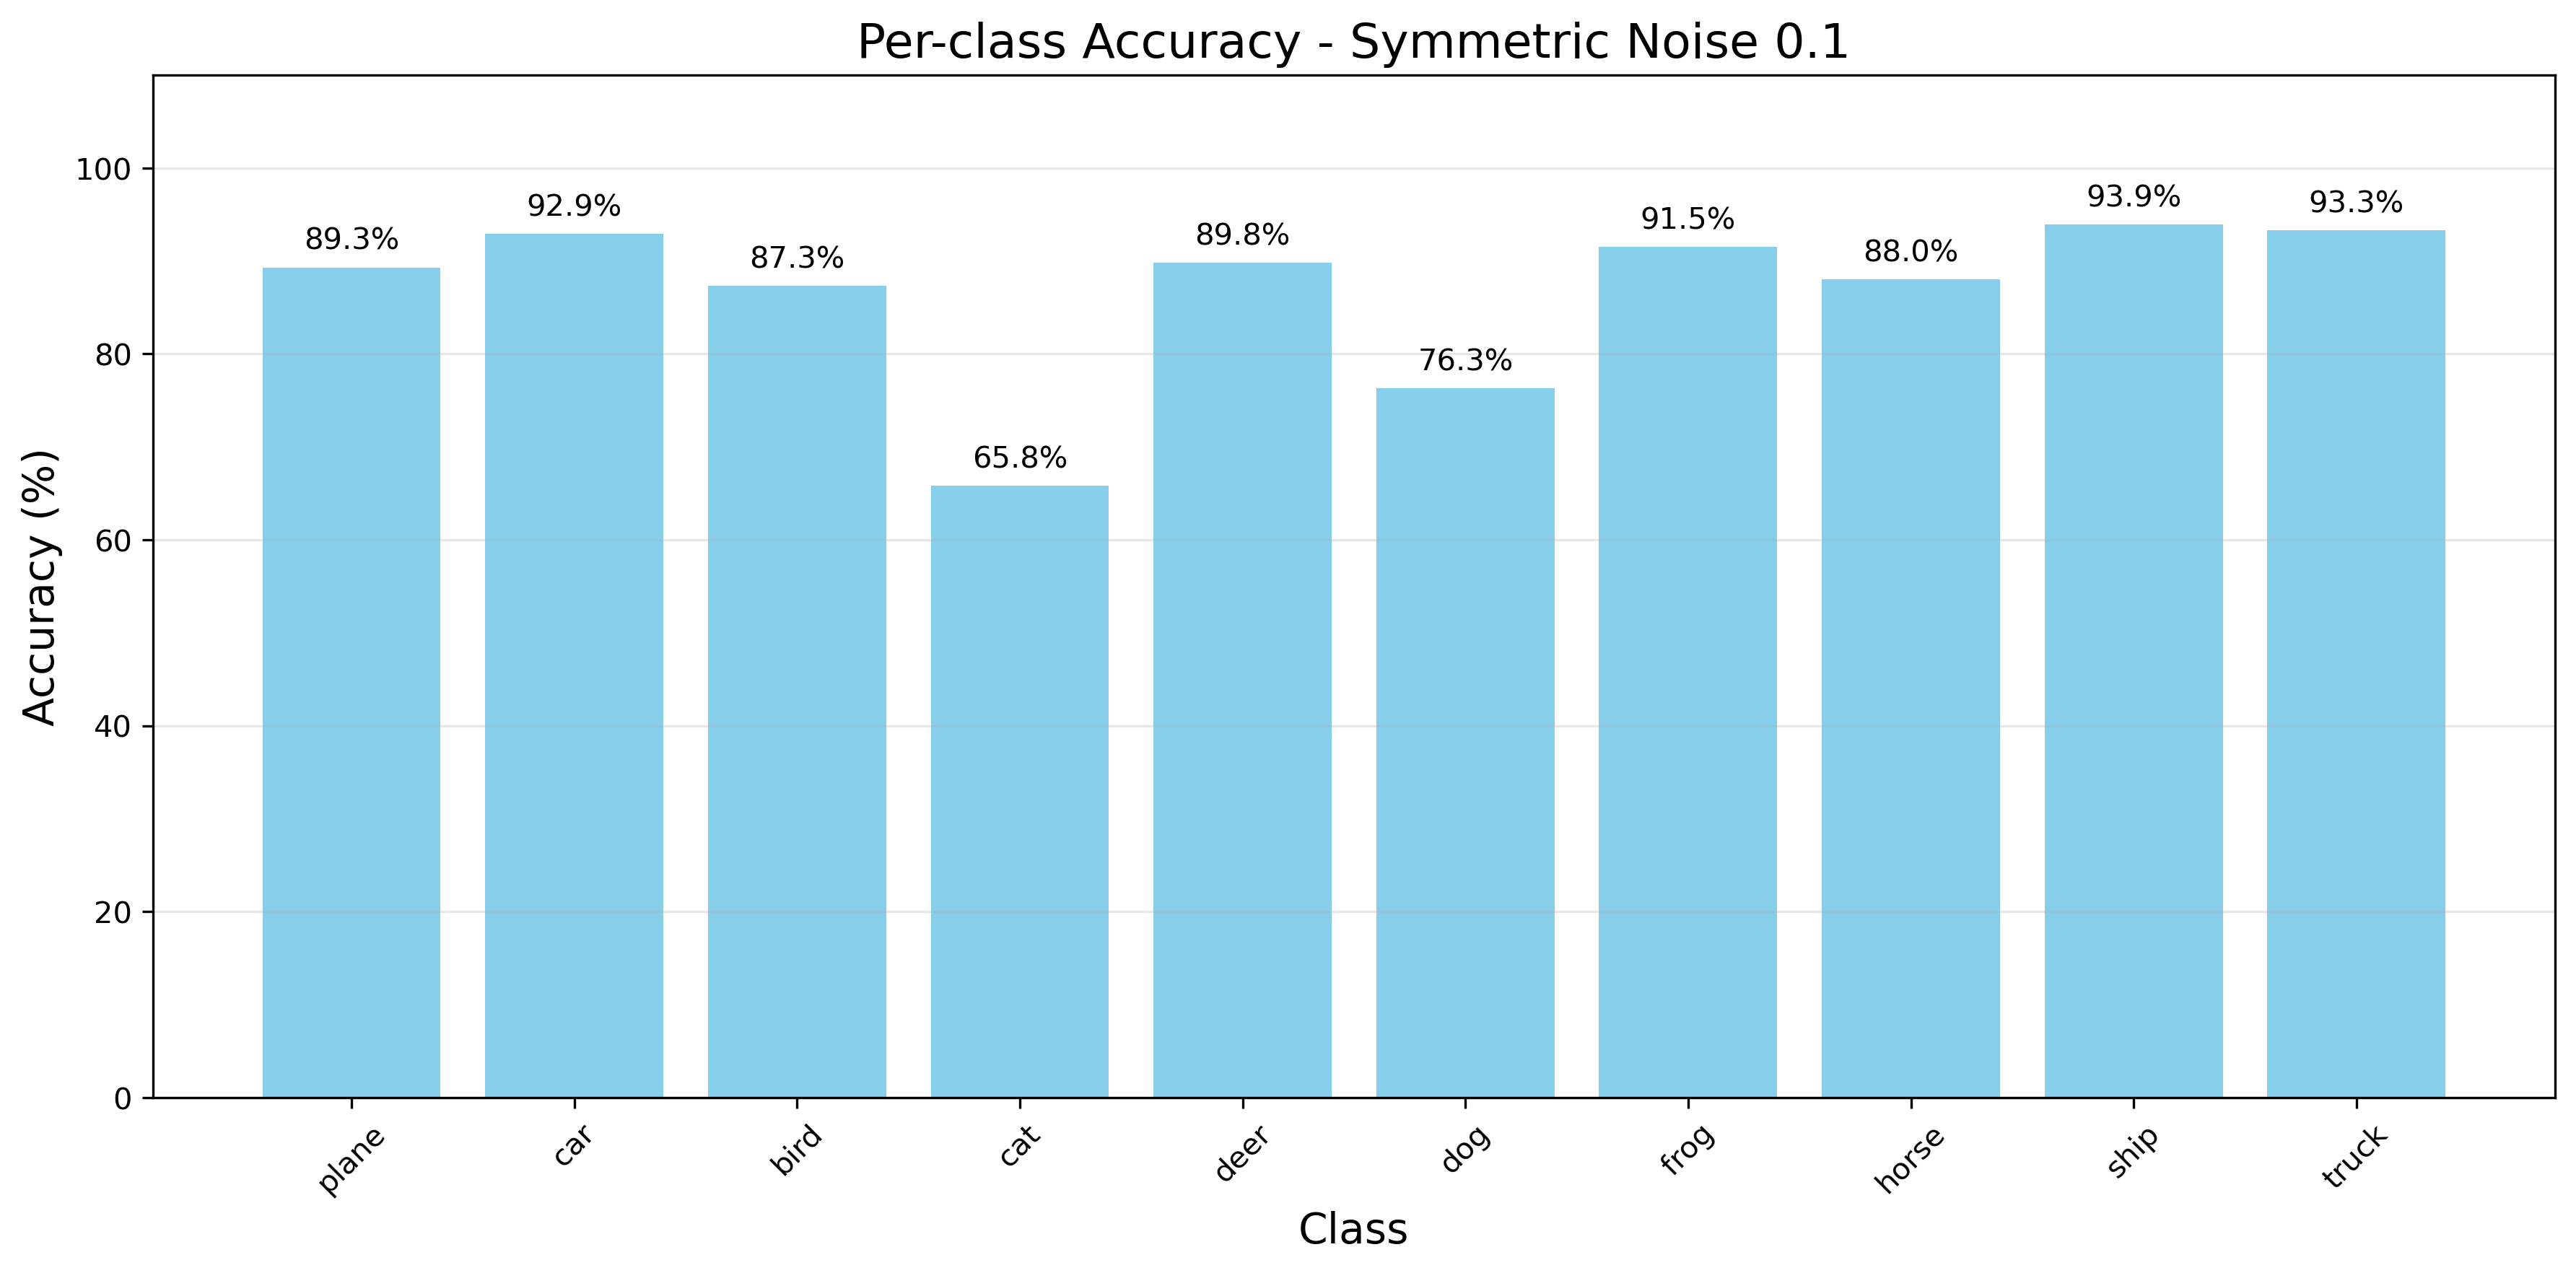 Per-class Accuracy - Symmetric Noise 0.1
Accuracy (%)
100
80
60
40
20
0
89.3%
92.9%
87.3%
65.8%
89.8%
76.3%
91.5%
88.0%
93.9%
93.3%
plane
car
bird
cat
deer
dog
frog
horse
ship
truck
Class